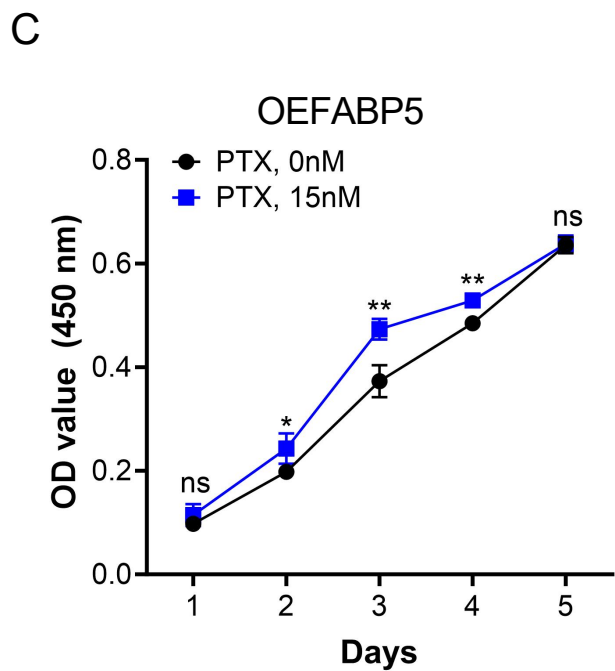 C
OEFABP5
PTX, 0nM
PTX, 15nM
OD value (450 nm)
0.8
0.6
0.4
0.2
0.0
ns
*
**
**
ns
1 2 3 4 5
Days